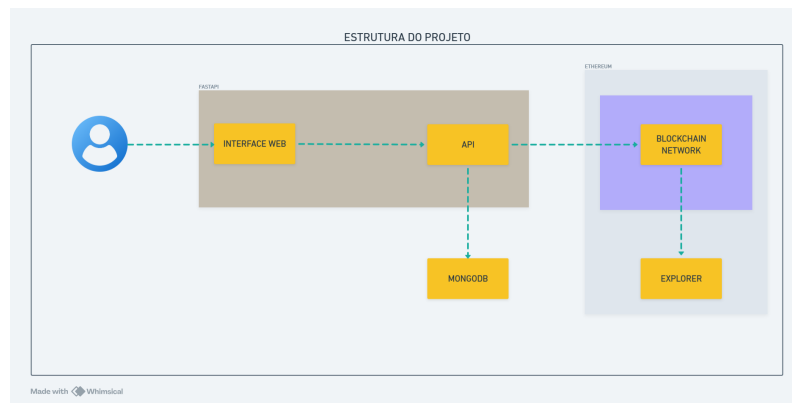 ESTRUTURA DO PROJETO
ETHEREUM
FASTAPI
INTERFACE WEB
API
BLOCKCHAIN
NETWORK
MONGODB
EXPLORER
Made with Whimsical